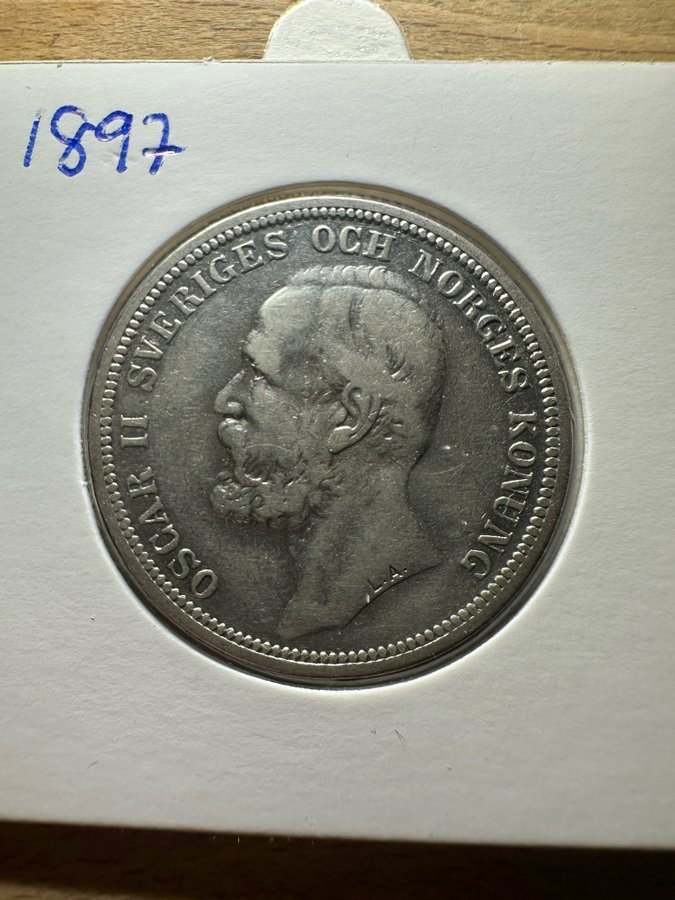 1897
OSCAR II SVERIGES OCH NORGES KONUNG
L.A.